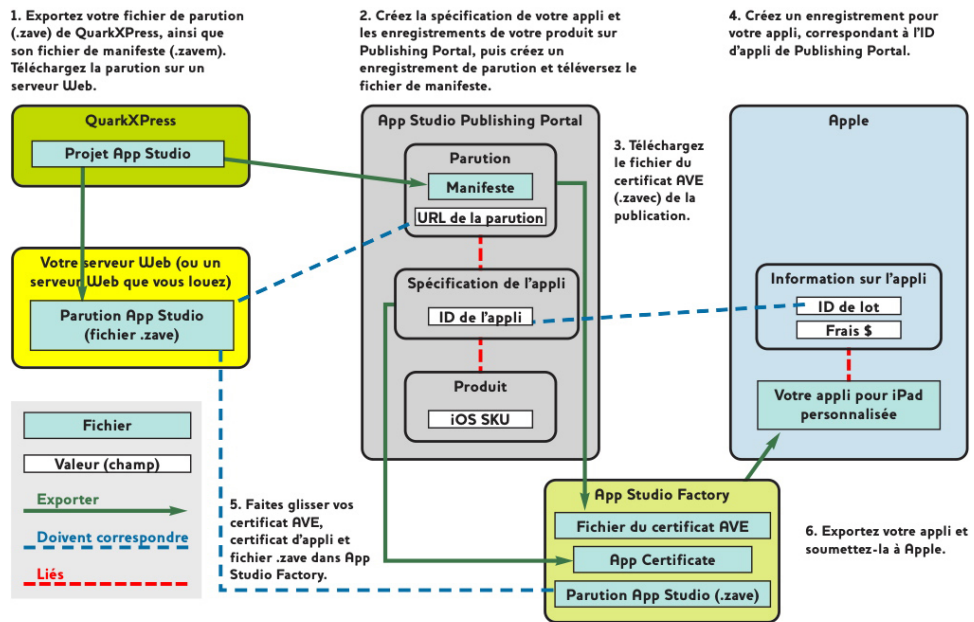 1. Exportez votre fichier de parution
(.zave) de QuarkXPress, ainsi que
son fichier de manifeste (.zavem).
Téléchargez la parution sur un
serveur Web.
2. Créez la spécification de votre appli et
les enregistrements de votre produit sur
Publishing Portal, puis créez un
enregistrement de parution et téléversez le
fichier de manifeste.
4. Créez un enregistrement pour
votre appli, correspondant à l'ID
d'appli de Publishing Portal.
QuarkXPress
Projet App Studio
App Studio Publishing Portal
Parution
Manifeste
URL de la parution
3. Téléchargez
le fichier du
certificat AVE
(.zavec) de la
publication.
Apple
Votre serveur Web (ou un
serveur Web que vous louez)
Parution App Studio
(fichier .zave)
Spécification de l'appli
ID de l'appli
Information sur l'appli
ID de lot
Frais $
Produit
iOS SKU
Votre appli pour iPad
personnalisée
Fichier
Valeur (champ)
Exporter
Doivent correspondre
Liés
5. Faites glisser vos
certificat AVE,
certificat d'appli et
fichier .zave dans App
Studio Factory.
App Studio Factory
Fichier du certificat AVE
App Certificate
Parution App Studio (.zave)
6. Exportez votre appli et
soumettez-la à Apple.